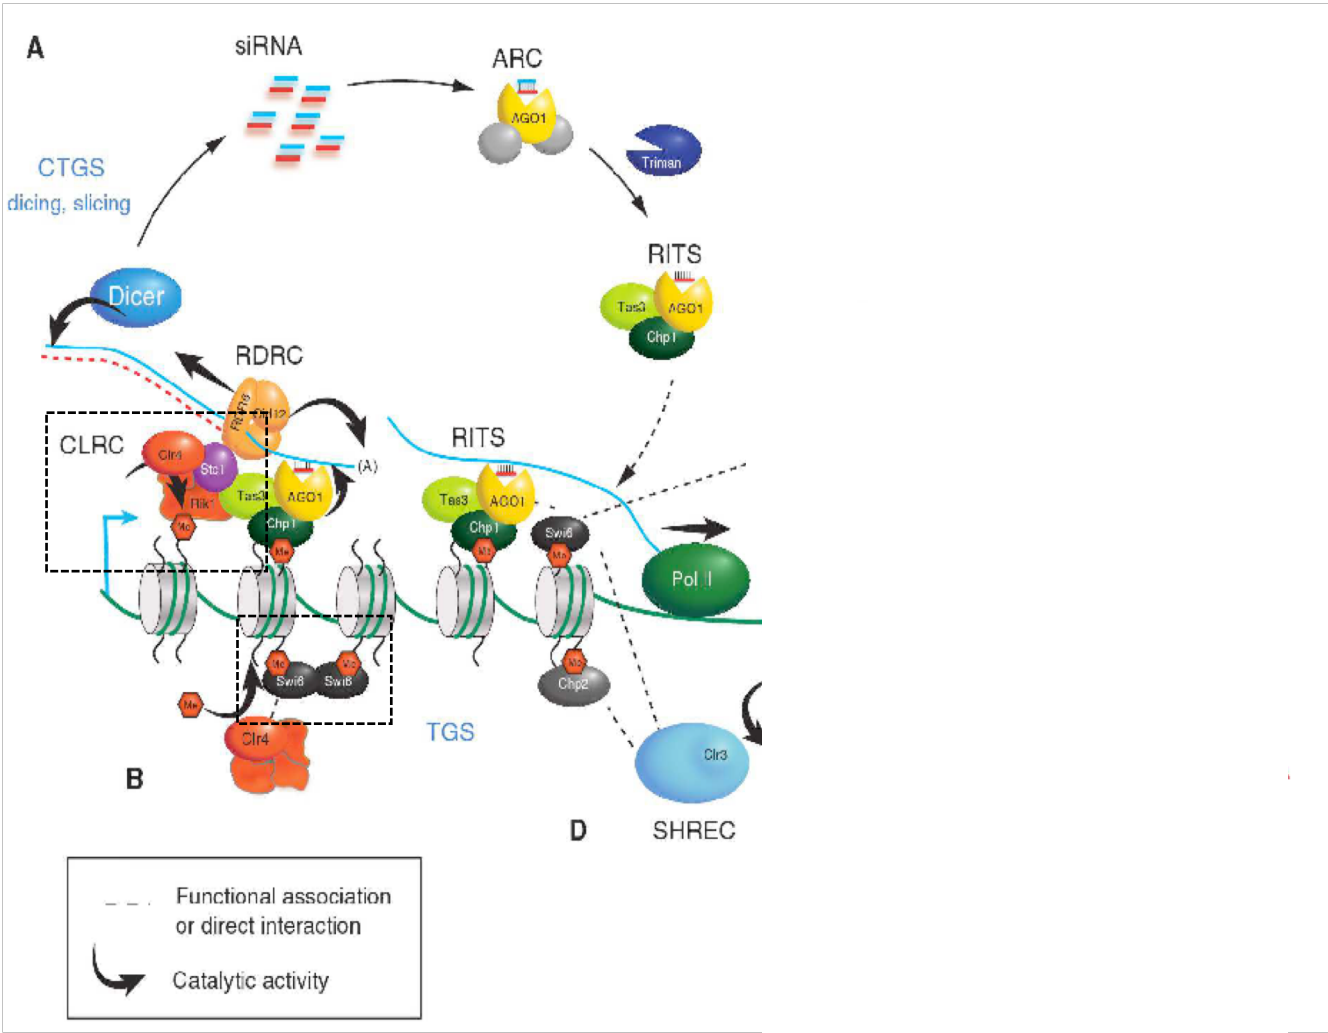 A
siRNA
ARC
AGO1
Triman
CTGS
dicing, slicing
RITS
Tas3
AGO1
Chp1
Dicer
RDRC
CLRC
Clr4
Stc1
Rik1
Me
Tas3
AGO1
Chp1
Me
(A)
RITS
Tas3
AGO1
Chp1
Me
Swi6
Me
Pol II
Me
Me
Swi6
Swi6
Me
Clr4
TGS
Me
Chp2
Clr3
SHREC
B
D
Functional association
or direct interaction
Catalytic activity